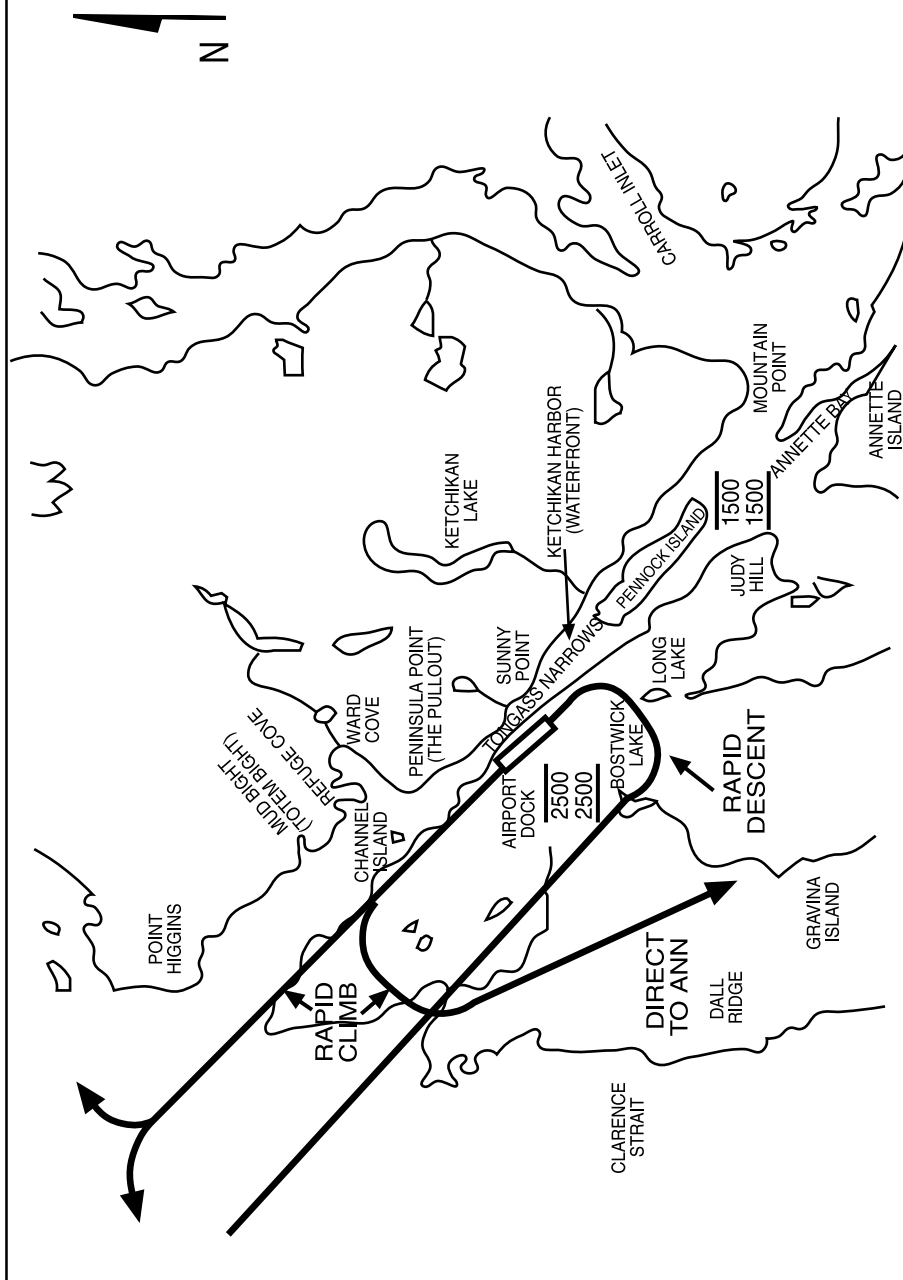 N
POINT
HIGGINS
MUD BIGHT
(TOTEM BIGHT)
REFUGE COVE
WARD
COVE
CHANNEL
ISLAND
PENINSULA POINT
(THE PULLOUT)
KETCHIKAN
LAKE
SUNNY
POINT
KETCHIKAN HARBOR
(WATERFRONT)
TONGASS NARROWS
PENNOCK ISLAND
CARROLL INLET
MOUNTAIN
POINT
ANNETTE BAY
ANNETTE
ISLAND
1500
1500
JUDY
HILL
LONG
LAKE
BOSTWICK
LAKE
AIRPORT
DOCK
2500
2500
RAPID
DESCENT
RAPID
CLIMB
DIRECT
TO ANN
DALL
RIDGE
GRAVINA
ISLAND
CLARENCE
STRAIT